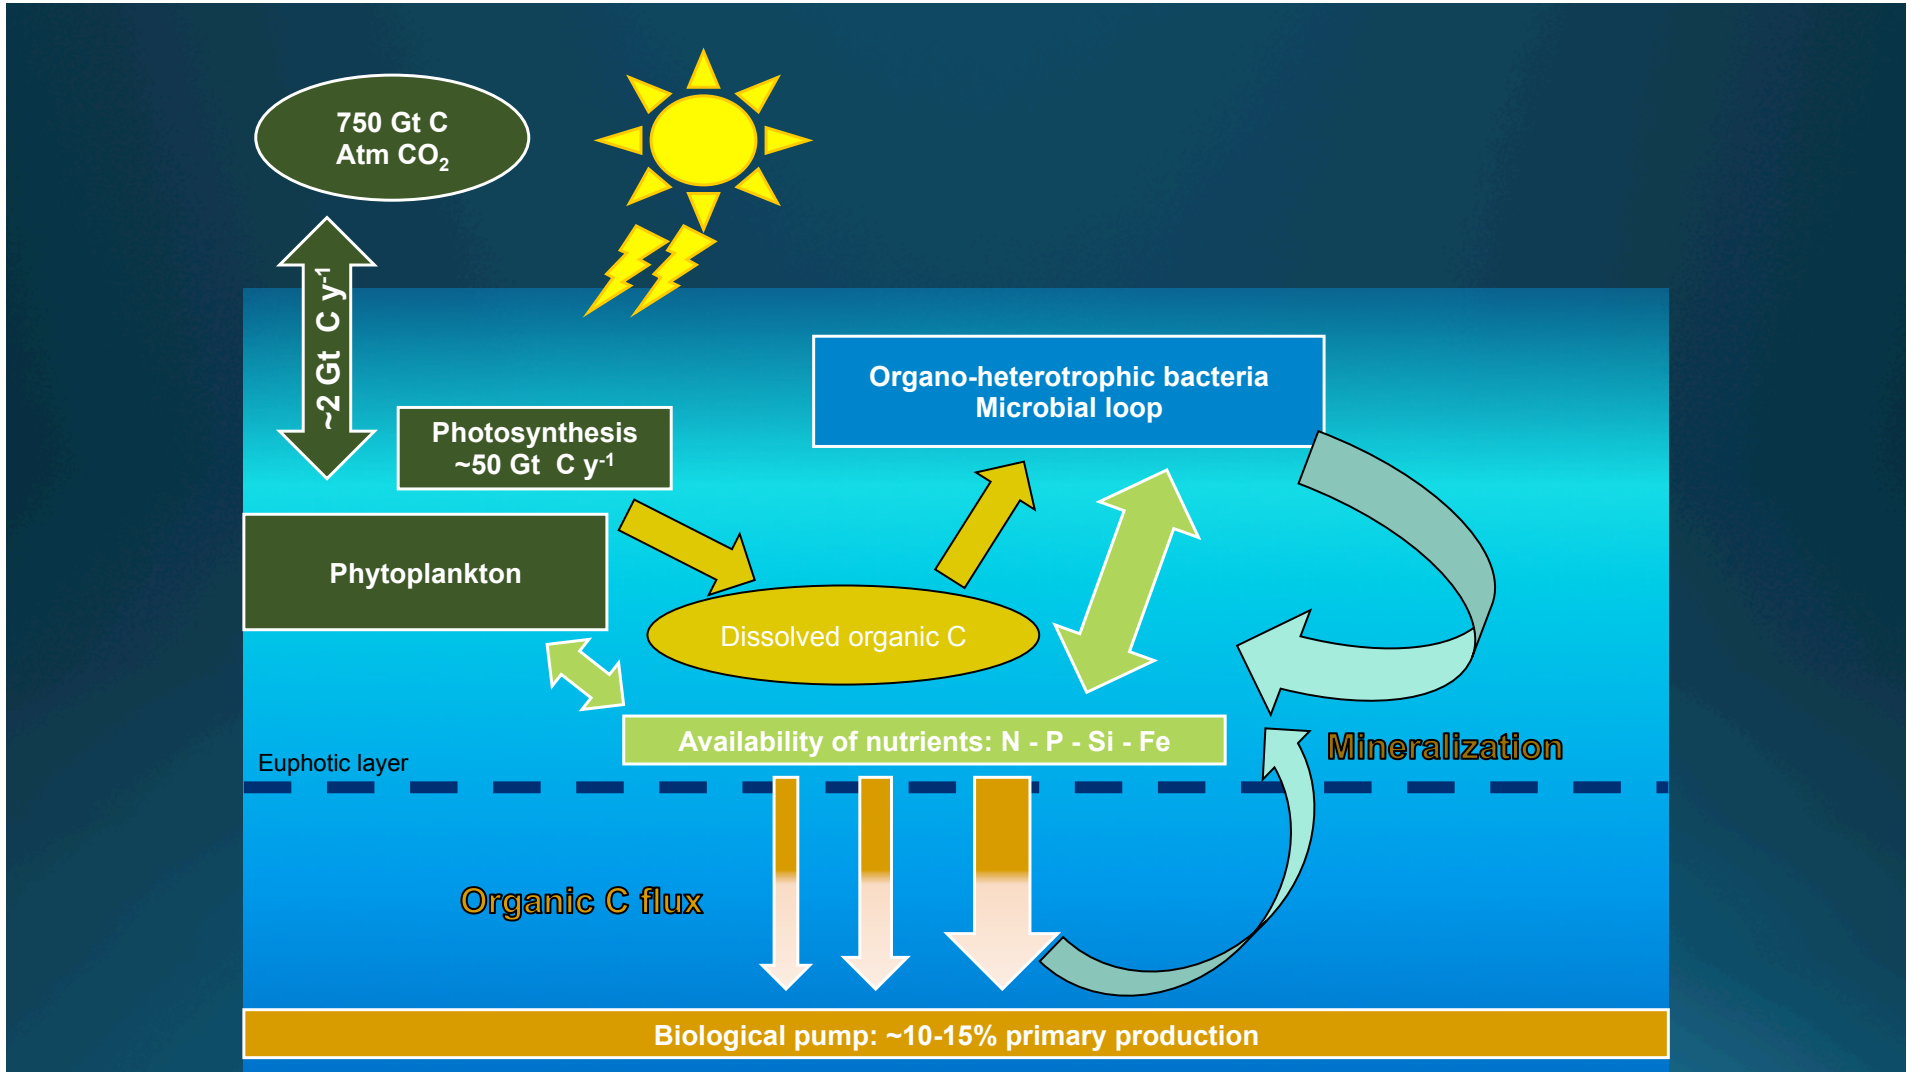 750 Gt C
Atm CO₂
~2 Gt C y⁻¹
Photosynthesis
~50 Gt C y⁻¹
Organo-heterotrophic bacteria
Microbial loop
Phytoplankton
Dissolved organic C
Availability of nutrients: N - P - Si - Fe
Mineralization
Euphotic layer
Organic C flux
Biological pump: ~10-15% primary production